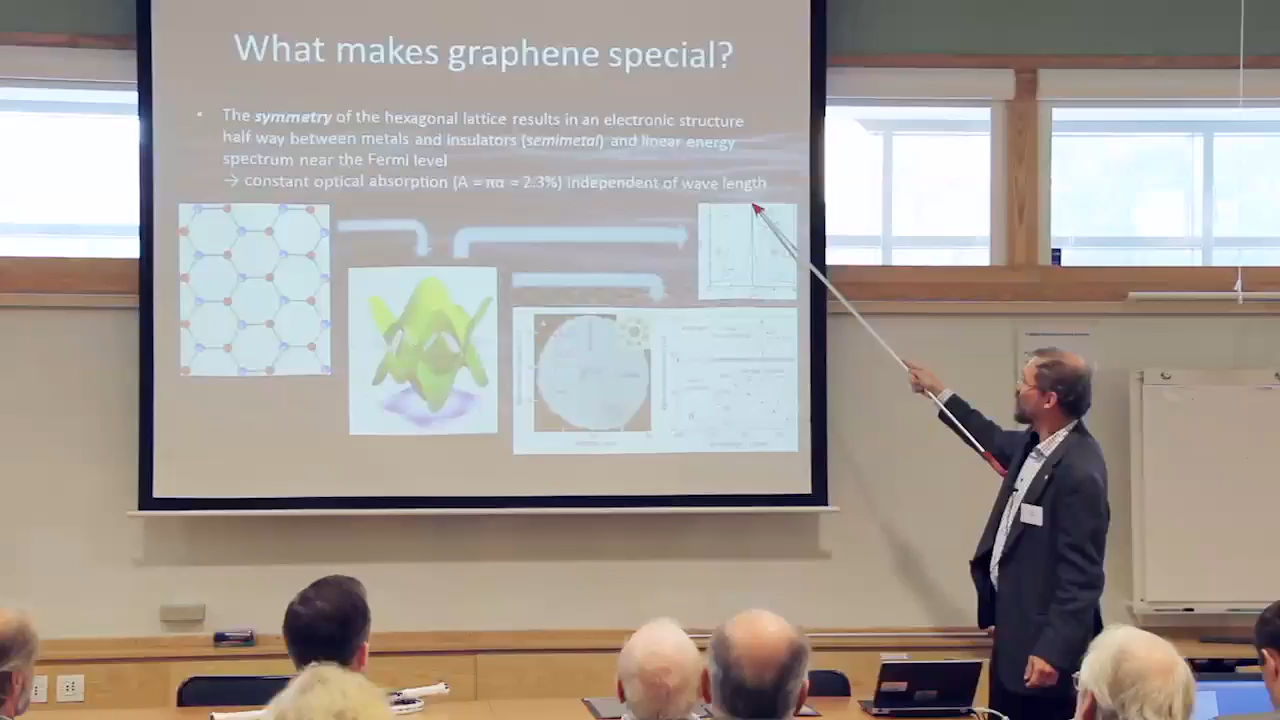 What makes graphene special?
• The symmetry of the hexagonal lattice results in an electronic structure
half way between metals and insulators (semimetal) and linear energy
spectrum near the Fermi level
→ constant optical absorption (A = πα = 2.3%) independent of wave length